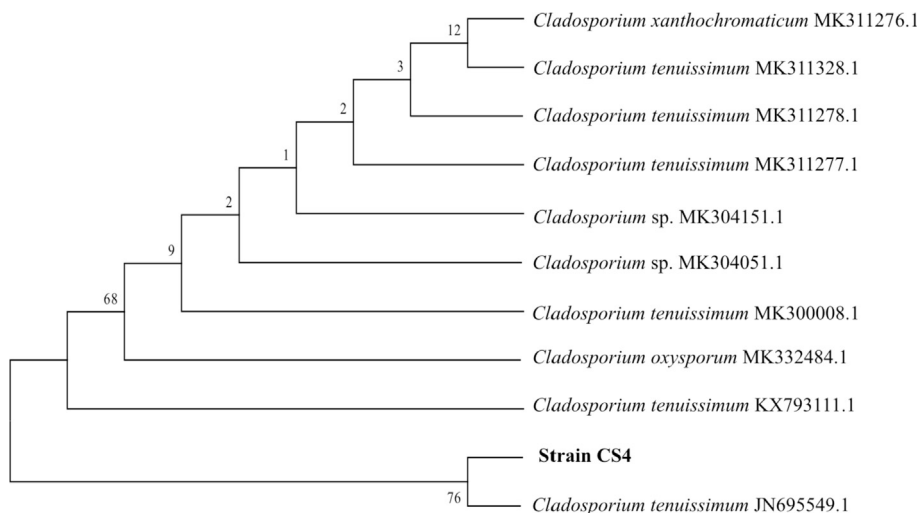 12
Cladosporium xanthochromaticum MK311276.1
3
Cladosporium tenuissimum MK311328.1
2
Cladosporium tenuissimum MK311278.1
1
Cladosporium tenuissimum MK311277.1
2
Cladosporium sp. MK304151.1
9
Cladosporium sp. MK304051.1
68
Cladosporium tenuissimum MK300008.1
Cladosporium oxysporum MK332484.1
Cladosporium tenuissimum KX793111.1
Strain CS4
76
Cladosporium tenuissimum JN695549.1